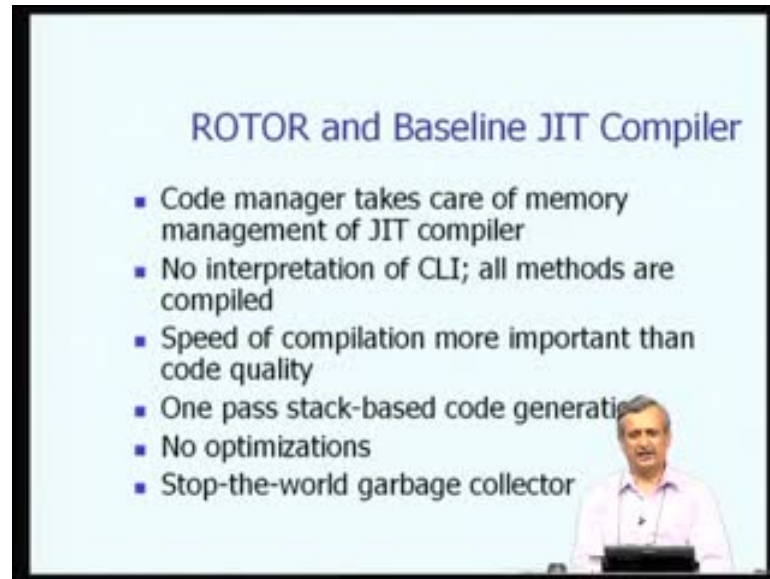 ROTOR and Baseline JIT Compiler
Code manager takes care of memory
management of JIT compiler
No interpretation of CLI; all methods are
compiled
Speed of compilation more important than
code quality
One pass stack-based code
No optimizations
Stop-the-world garbage collector